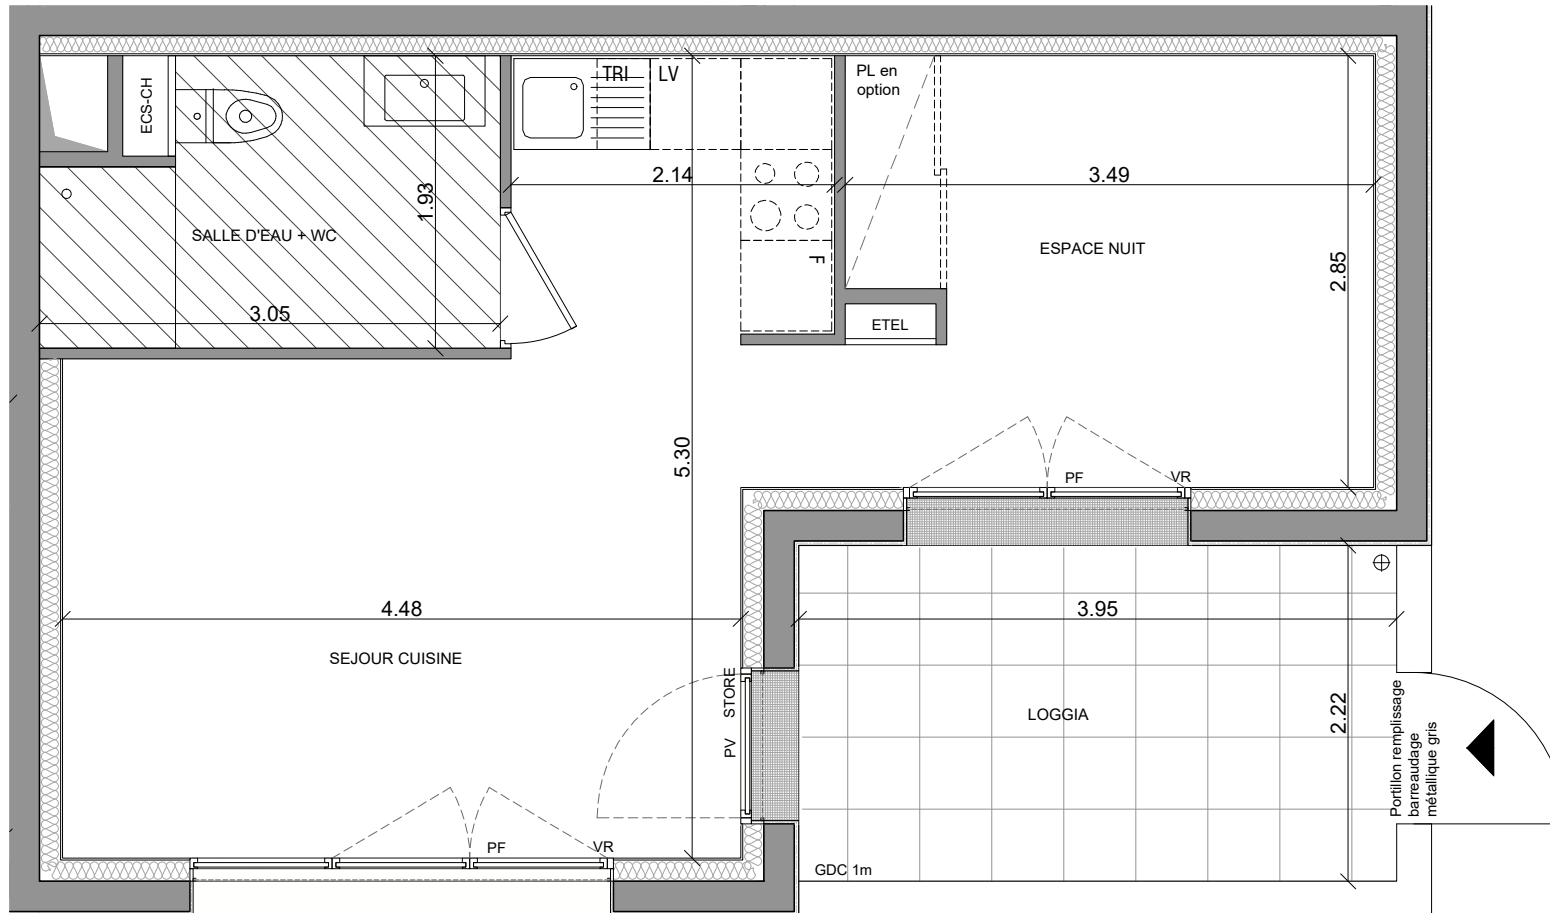 TRI
LV
PL en
option
ECS-CH
2.14
3.49
1.93
SALLE D'EAU + WC
ESPACE NUIT
2.85
F
3.05
ETEL
5.30
PF
VR
4.48
3.95
SEJOUR CUISINE
PV
STORE
LOGGIA
2.22
Portillon remplissage
barreaudage
métallique gris
PF
VR
GDC 1m